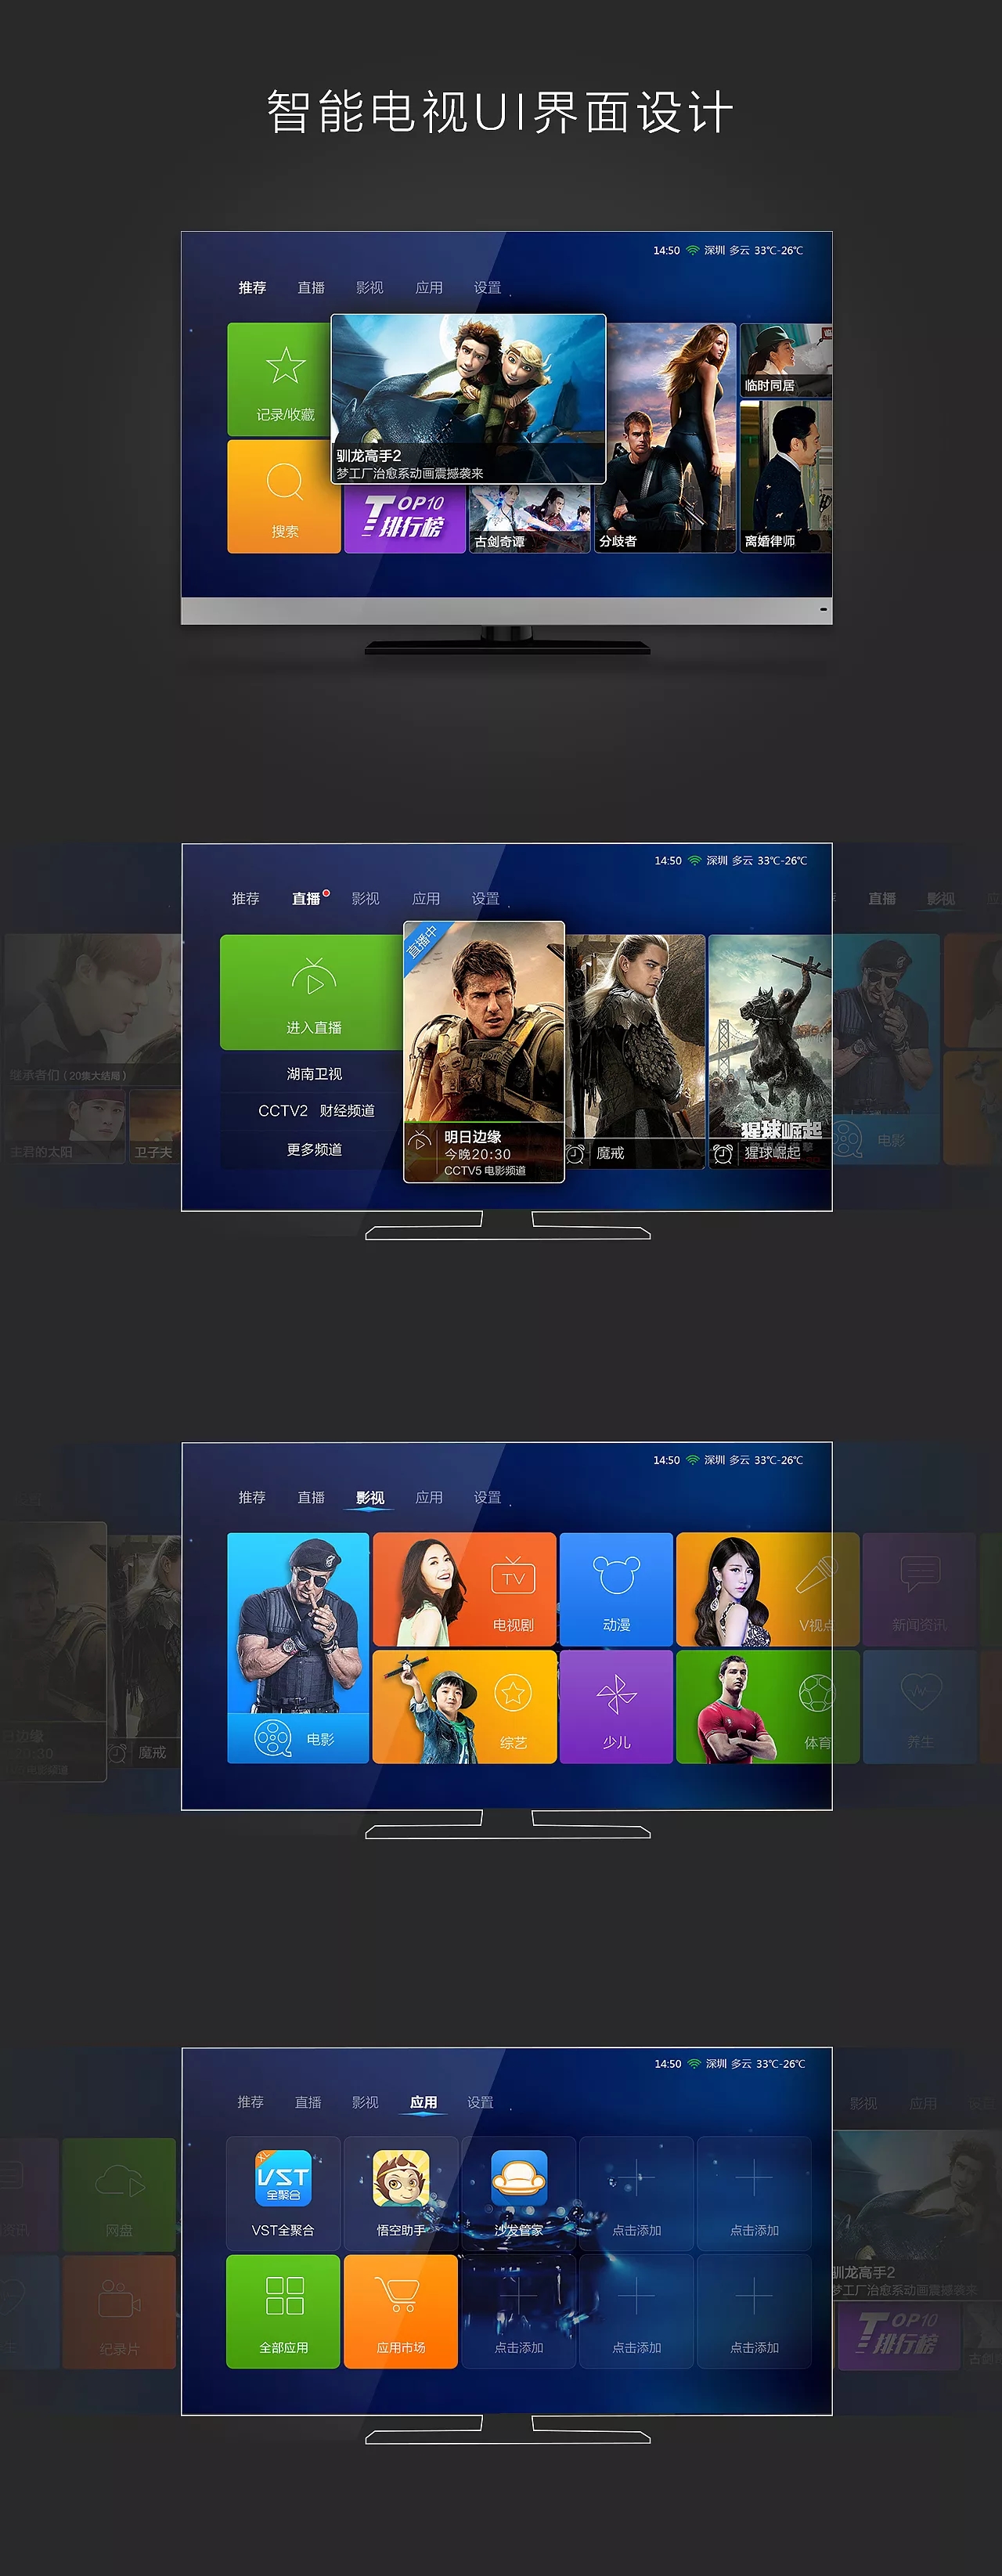 智能电视UI界面设计
14:50 深圳 多云 33℃-26℃
推荐 直播 影视 应用 设置
记录/收藏
驯龙高手2
梦工厂治愈系动画震撼袭来
临时同居
搜索
TOP10
排行榜
古剑奇谭
分歧者
离婚律师
14:50 深圳 多云 33℃-26℃
推荐 直播 影视 应用 设置
直播 影视
直播中
进入直播
湖南卫视
CCTV2 财经频道
更多频道
明日边缘
今晚20:30
CCTV5 电影频道
魔戒
猩球崛起
猩球崛起
继承者们 (20集大结局)
主君的太阳
卫子夫
电影
14:50 深圳 多云 33℃-26℃
推荐 直播 影视 应用 设置
电影
TV
电视剧
动漫
V视点
新闻资讯
综艺
少儿
体育
养生
边缘
20:30
电影频道
魔戒
14:50 深圳 多云 33℃-26℃
推荐 直播 影视 应用 设置
影视 应用
VST
全聚合
VST全聚合
悟空助手
沙发管家
点击添加
点击添加
全部应用
应用市场
点击添加
点击添加
点击添加
资讯
网盘
生
纪录片
驯龙高手2
梦工厂治愈系动画震撼袭来
TOP10
排行榜
古剑